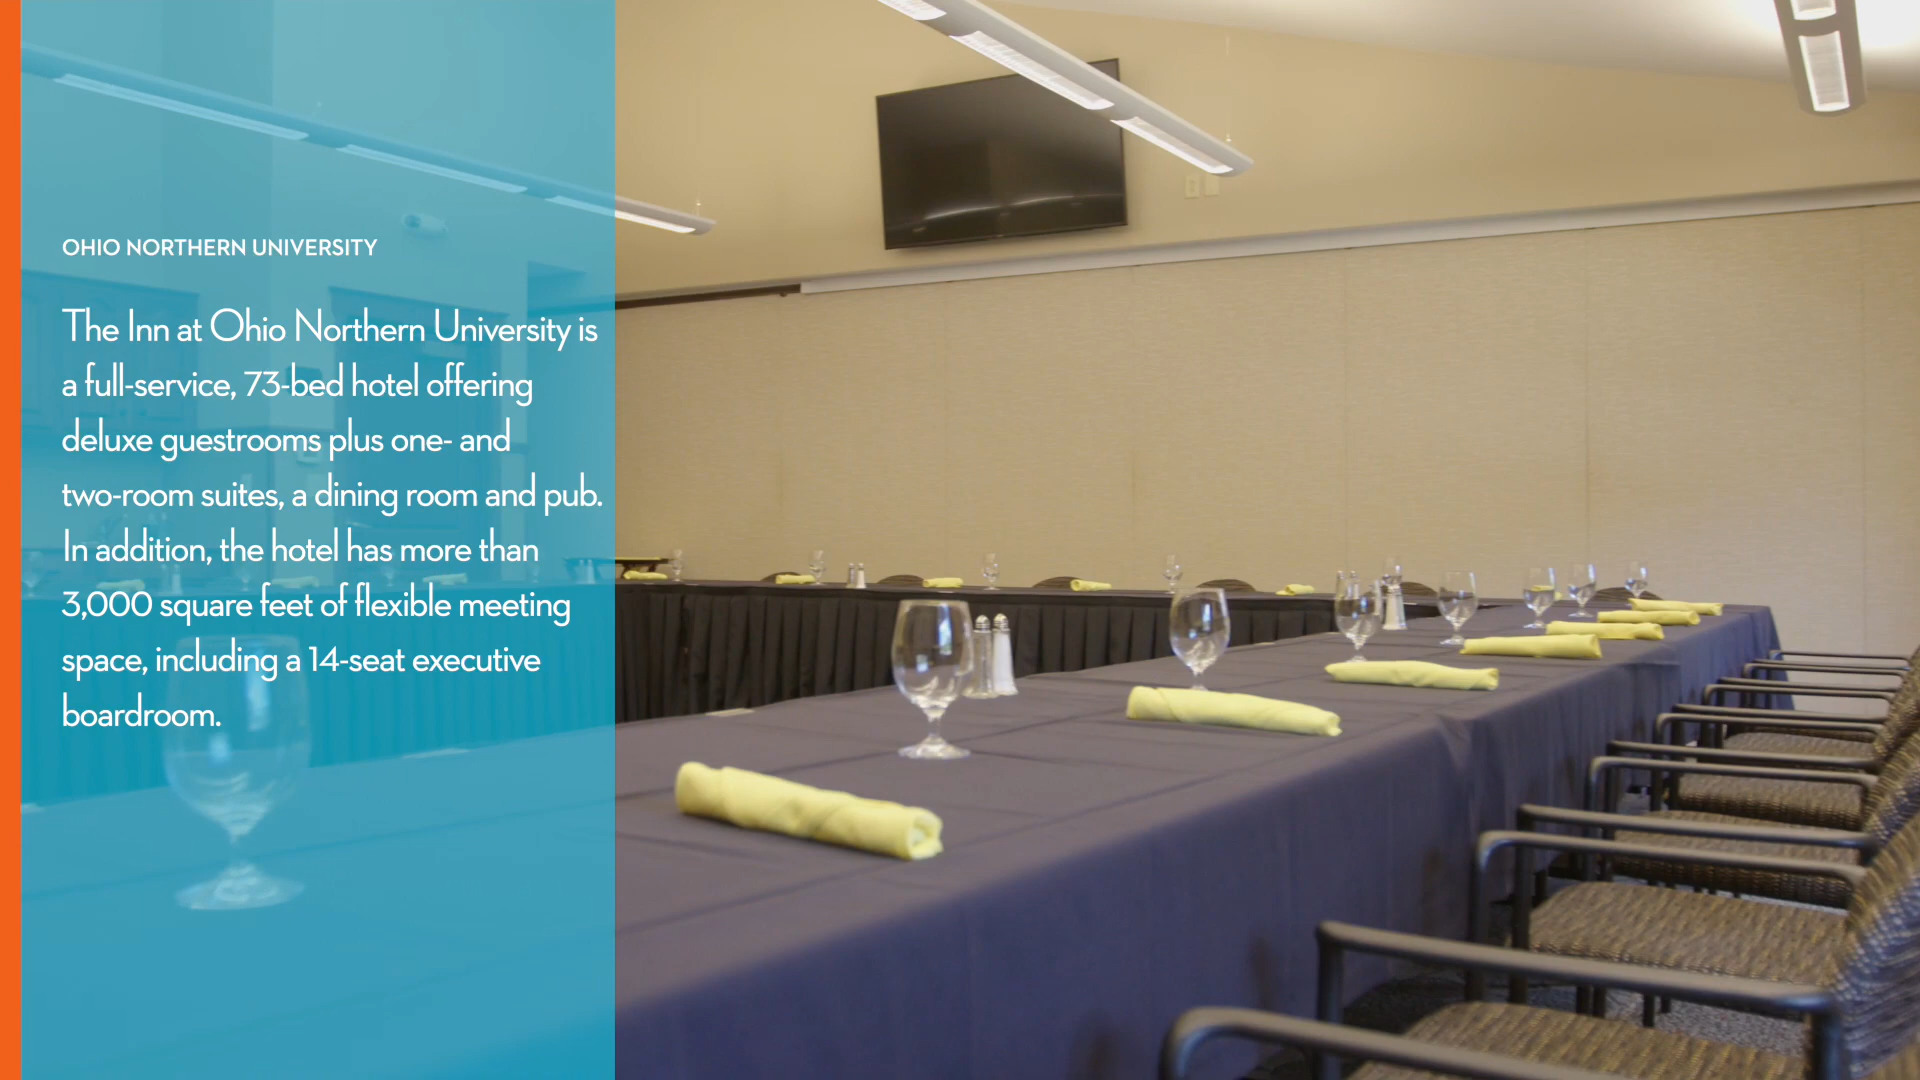 OHIO NORTHERN UNIVERSITY
The Inn at Ohio Northern University is
a full-service, 73-bed hotel offering
deluxe guestrooms plus one- and
two-room suites, a dining room and pub.
In addition, the hotel has more than
3,000 square feet of flexible meeting
space, including a 14-seat executive
boardroom.